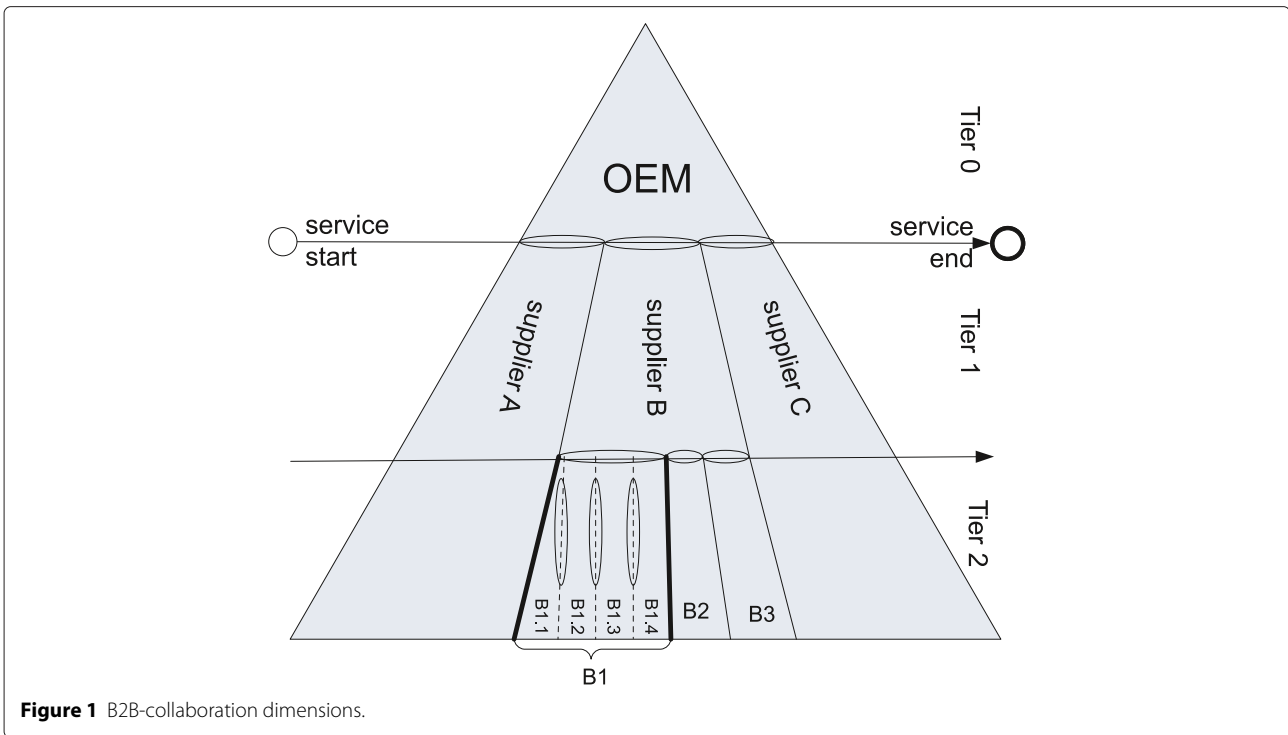 Tier 0
OEM
service
start
service
end
supplier A
supplier B
supplier C
Tier 1
Tier 2
B1.1
B1.2
B1.3
B1.4
B2
B3
B1
Figure 1 B2B-collaboration dimensions.